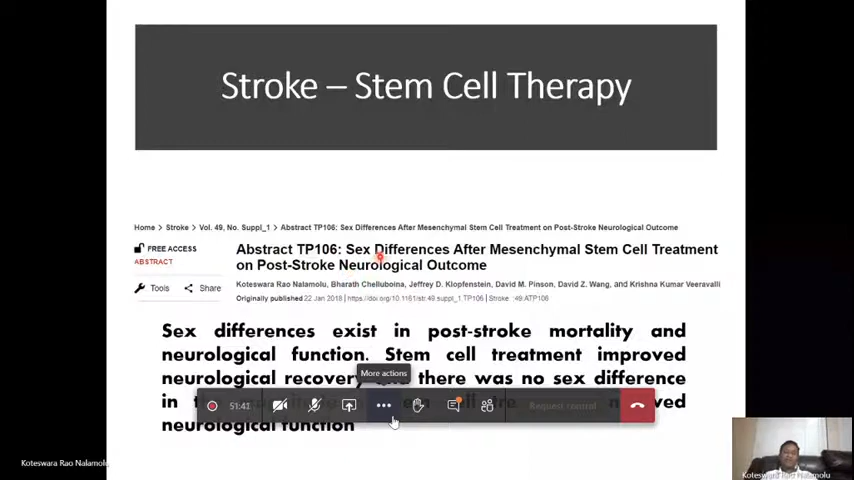 Stroke – Stem Cell Therapy
Home > Stroke > Vol. 49, No. Suppl_1 > Abstract TP106: Sex Differences After Mesenchymal Stem Cell Treatment on Post-Stroke Neurological Outcome
FREE ACCESS
ABSTRACT
Tools
Share
Abstract TP106: Sex Differences After Mesenchymal Stem Cell Treatment
on Post-Stroke Neurological Outcome
Koteswara Rao Nalamolu, Bharath Chelluboina, Jeffrey D. Klopfenstein, David M. Pinson, David Z. Wang, and Krishna Kumar Veeravalli
Originally published 22 Jan 2018 | https://doi.org/10.1161/str.49.suppl_1.TP106 | Stroke. ;49:ATP106
Sex differences exist in post-stroke mortality and
neurological function. Stem cell treatment improved
neurological recovery there was no sex difference
in
neurological function
More actions
51:41
Request control
Koteswara Rao Nalamolu
Koteswara Rao Nalamolu